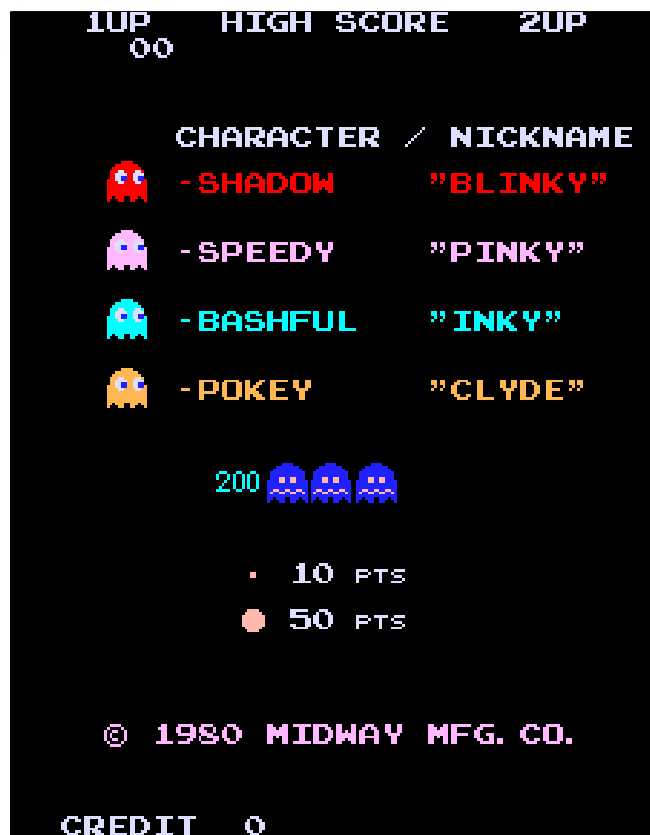 1UP HIGH SCORE 2UP
00
CHARACTER / NICKNAME
-SHADOW "BLINKY"
-SPEEDY "PINKY"
-BASHFUL "INKY"
-POKEY "CLYDE"
200
10 PTS
50 PTS
© 1980 MIDWAY MFG. CO.
CREDIT 0